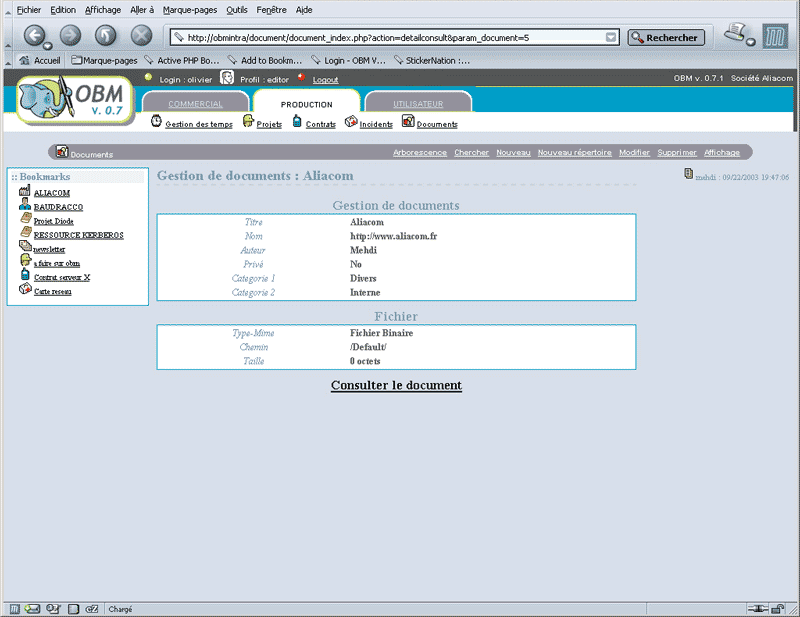 Fichier Edition Affichage Aller à Marque-pages Outils Fenêtre Aide
http://obmintra/document/document_index.php?action=detailconsult&param_document=5 Rechercher
Accueil Marque-pages Active PHP Bo... Add to Bookm... Login - OBM V... StickerNation :...
Login : olivier Profil : editor Logout OBM v. 0.7.1 Société Aliacom
OBM
v. 0.7
COMMERCIAL PRODUCTION UTILISATEUR
Gestion des temps Projets Contrats Incidents Documents
Documents Arborescence Chercher Nouveau Nouveau répertoire Modifier Supprimer Affichage
:: Bookmarks
ALIACOM
BAUDRACCO
Projet Diode
RESSOURCE KERBEROS
newsletter
a faire sur obm
Contrat serveur X
Carte reseau
Gestion de documents : Aliacom
mehdi : 09/22/2003 19:47:06
Gestion de documents
Titre Aliacom
Nom http://www.aliacom.fr
Auteur Mehdi
Privé No
Categorie 1 Divers
Categorie 2 Interne
Fichier
Type-Mime Fichier Binaire
Chemin /Default/
Taille 0 octets
Consulter le document
Chargé